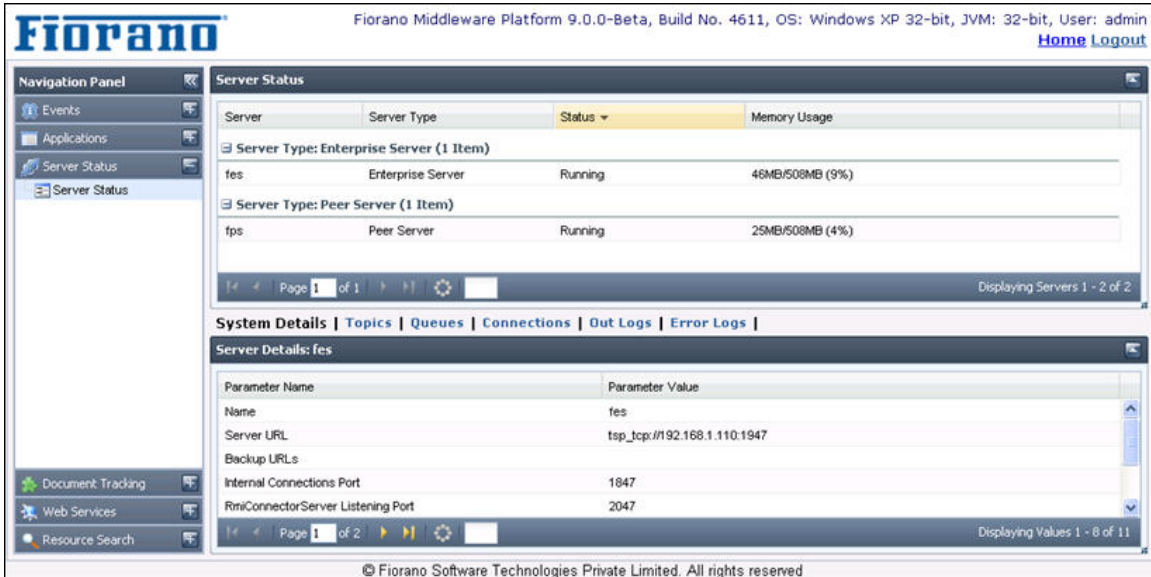 Fiorano
Fiorano Middleware Platform 9.0.0-Beta, Build No. 4611, OS: Windows XP 32-bit, JVM: 32-bit, User: admin
Home Logout
Navigation Panel
Events
Applications
Server Status
Server Status
Document Tracking
Web Services
Resource Search
Server Status
Server Server Type Status Memory Usage
Server Type: Enterprise Server (1 Item)
fes Enterprise Server Running 46MB/508MB (9%)
Server Type: Peer Server (1 Item)
fps Peer Server Running 25MB/508MB (4%)
Page 1 of 1 Displaying Servers 1 - 2 of 2
System Details | Topics | Queues | Connections | Out Logs | Error Logs |
Server Details: fes
Parameter Name Parameter Value
Name fes
Server URL tsp_tcp://192.168.1.110:1947
Backup URLs
Internal Connections Port 1847
RmiConnectorServer Listening Port 2047
Page 1 of 2 Displaying Values 1 - 8 of 11
© Fiorano Software Technologies Private Limited. All rights reserved